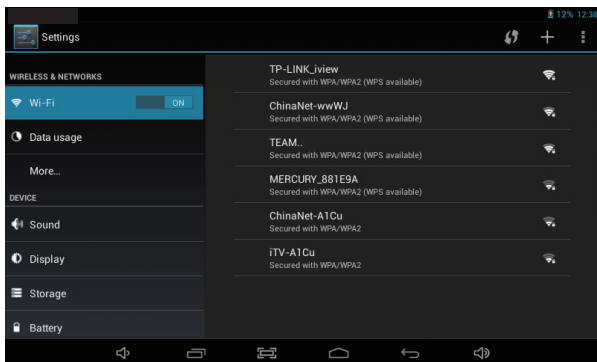 12% 12:38
Settings
WIRELESS & NETWORKS
Wi-Fi
ON
Data usage
More...
DEVICE
Sound
Display
Storage
Battery
TP-LINK_iview
Secured with WPA/WPA2 (WPS available)
ChinaNet-wwWJ
Secured with WPA/WPA2 (WPS available)
TEAM..
Secured with WPA/WPA2 (WPS available)
MERCURY_881E9A
Secured with WPA/WPA2 (WPS available)
ChinaNet-A1Cu
Secured with WPA/WPA2
iTV-A1Cu
Secured with WPA/WPA2